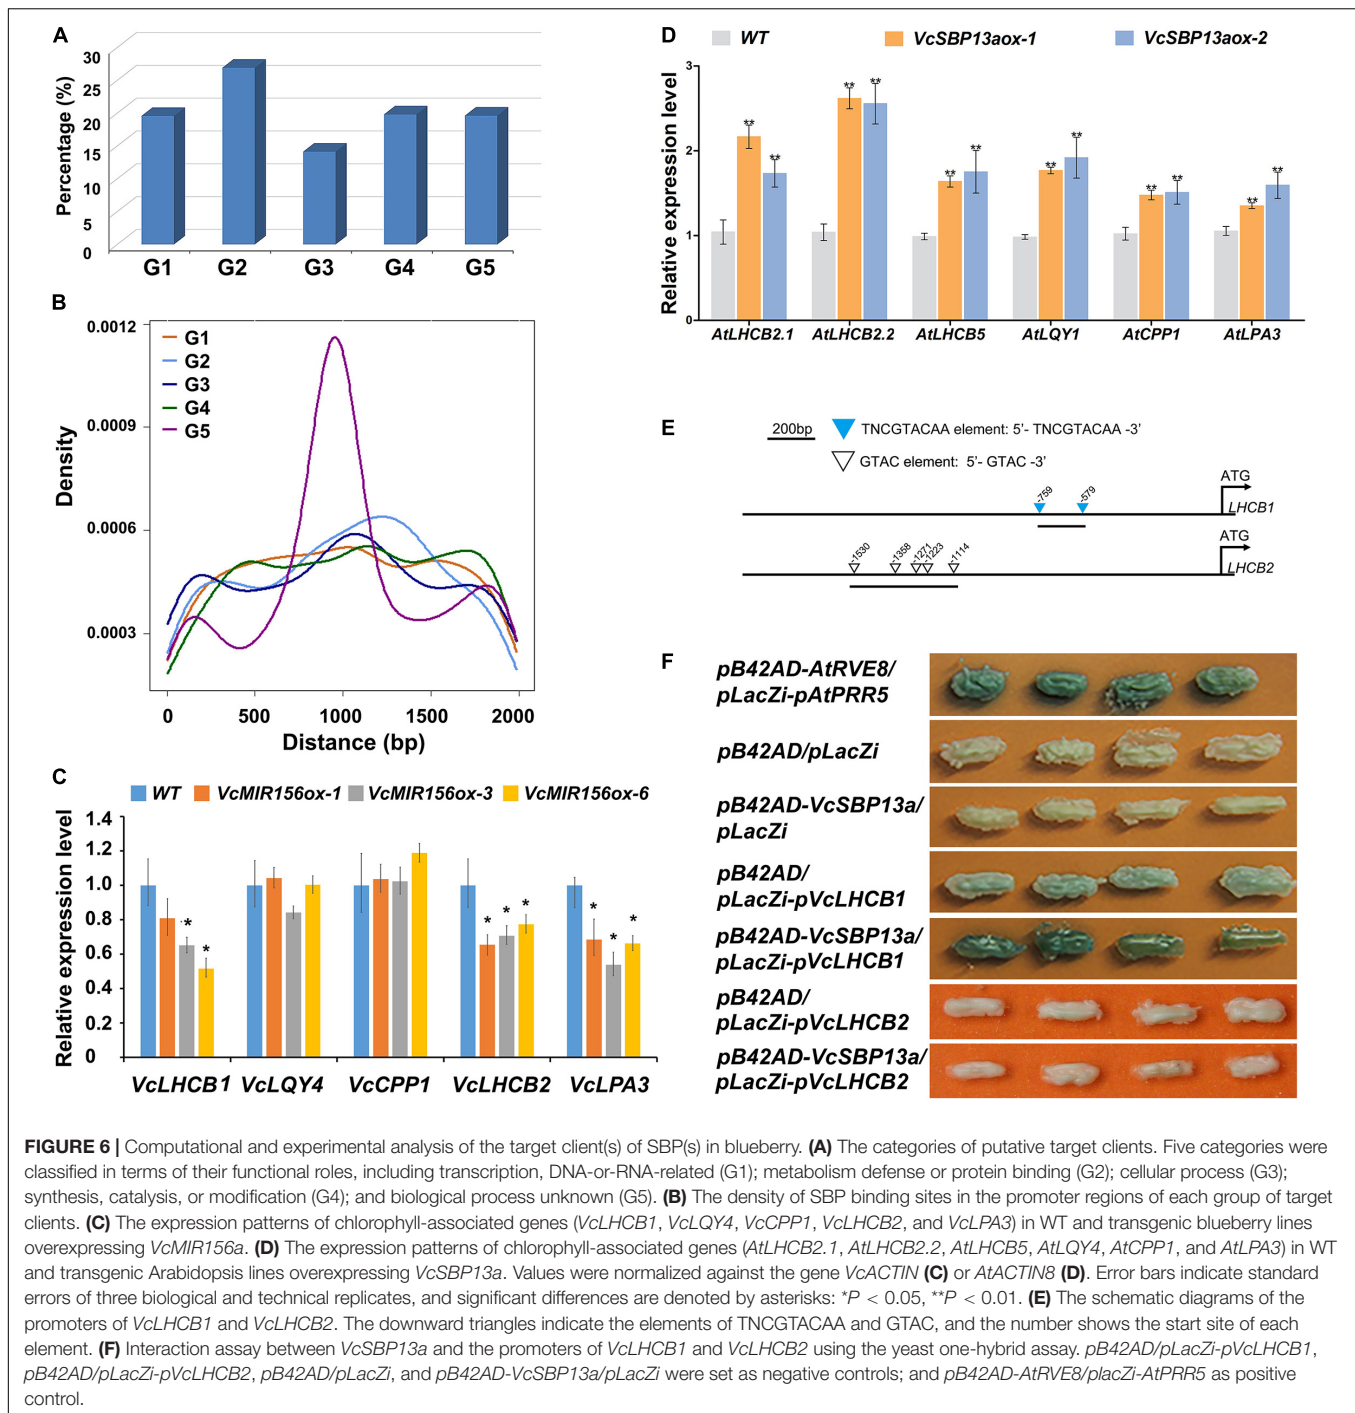 A
Percentage (%)
30
25
20
15
10
5
0
G1 G2 G3 G4 G5
B
Density
0.0012
0.0009
0.0006
0.0003
G1
G2
G3
G4
G5
0 500 1000 1500 2000
Distance (bp)
C
WT VcMIR156ox-1 VcMIR156ox-3 VcMIR156ox-6
Relative expression level
1.4
1.2
1.0
0.8
0.6
0.4
0.2
0
* * * * * * * *
VcLHCB1 VcLQY4 VcCPP1 VcLHCB2 VcLPA3
D
WT VcSBP13aox-1 VcSBP13aox-2
Relative expression level
3
2
1
0
** ** ** ** ** ** ** ** ** ** ** **
AtLHCB2.1 AtLHCB2.2 AtLHCB5 AtLQY1 AtCPP1 AtLPA3
E
200bp
TNCGTACAA element: 5'- TNCGTACAA -3'
GTAC element: 5'- GTAC -3'
-759 -579 ATG
LHCB1
-1530 -1358 -1271 -1223 -1114 ATG
LHCB2
F
pB42AD-AtRVE8/
pLacZi-pAtPRR5
pB42AD/pLacZi
pB42AD-VcSBP13a/
pLacZi
pB42AD/
pLacZi-pVcLHCB1
pB42AD-VcSBP13a/
pLacZi-pVcLHCB1
pB42AD/
pLacZi-pVcLHCB2
pB42AD-VcSBP13a/
pLacZi-pVcLHCB2
FIGURE 6 | Computational and experimental analysis of the target client(s) of SBP(s) in blueberry. (A) The categories of putative target clients. Five categories were
classified in terms of their functional roles, including transcription, DNA-or-RNA-related (G1); metabolism defense or protein binding (G2); cellular process (G3);
synthesis, catalysis, or modification (G4); and biological process unknown (G5). (B) The density of SBP binding sites in the promoter regions of each group of target
clients. (C) The expression patterns of chlorophyll-associated genes (VcLHCB1, VcLQY4, VcCPP1, VcLHCB2, and VcLPA3) in WT and transgenic blueberry lines
overexpressing VcMIR156a. (D) The expression patterns of chlorophyll-associated genes (AtLHCB2.1, AtLHCB2.2, AtLHCB5, AtLQY4, AtCPP1, and AtLPA3) in WT
and transgenic Arabidopsis lines overexpressing VcSBP13a. Values were normalized against the gene VcACTIN (C) or AtACTIN8 (D). Error bars indicate standard
errors of three biological and technical replicates, and significant differences are denoted by asterisks: *P < 0.05, **P < 0.01. (E) The schematic diagrams of the
promoters of VcLHCB1 and VcLHCB2. The downward triangles indicate the elements of TNCGTACAA and GTAC, and the number shows the start site of each
element. (F) Interaction assay between VcSBP13a and the promoters of VcLHCB1 and VcLHCB2 using the yeast one-hybrid assay. pB42AD/pLacZi-pVcLHCB1,
pB42AD/pLacZi-pVcLHCB2, pB42AD/pLacZi, and pB42AD-VcSBP13a/pLacZi were set as negative controls; and pB42AD-AtRVE8/placZi-AtPRR5 as positive
control.